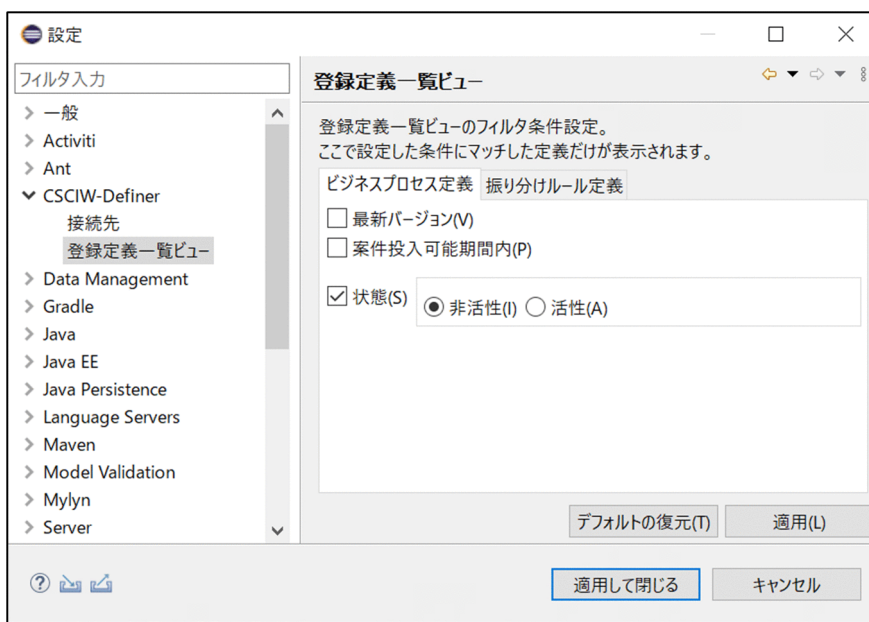 設定
フィルタ入力
一般
Activiti
Ant
CSCIW-Definer
接続先
登録定義一覧ビュー
Data Management
Gradle
Java
Java EE
Java Persistence
Language Servers
Maven
Model Validation
Mylyn
Server
登録定義一覧ビュー
登録定義一覧ビューのフィルタ条件設定。
ここで設定した条件にマッチした定義だけが表示されます。
ビジネスプロセス定義 振り分けルール定義
最新バージョン(V)
案件投入可能期間内(P)
状態(S) 非活性(I) 活性(A)
デフォルトの復元(T) 適用(L)
適用して閉じる キャンセル